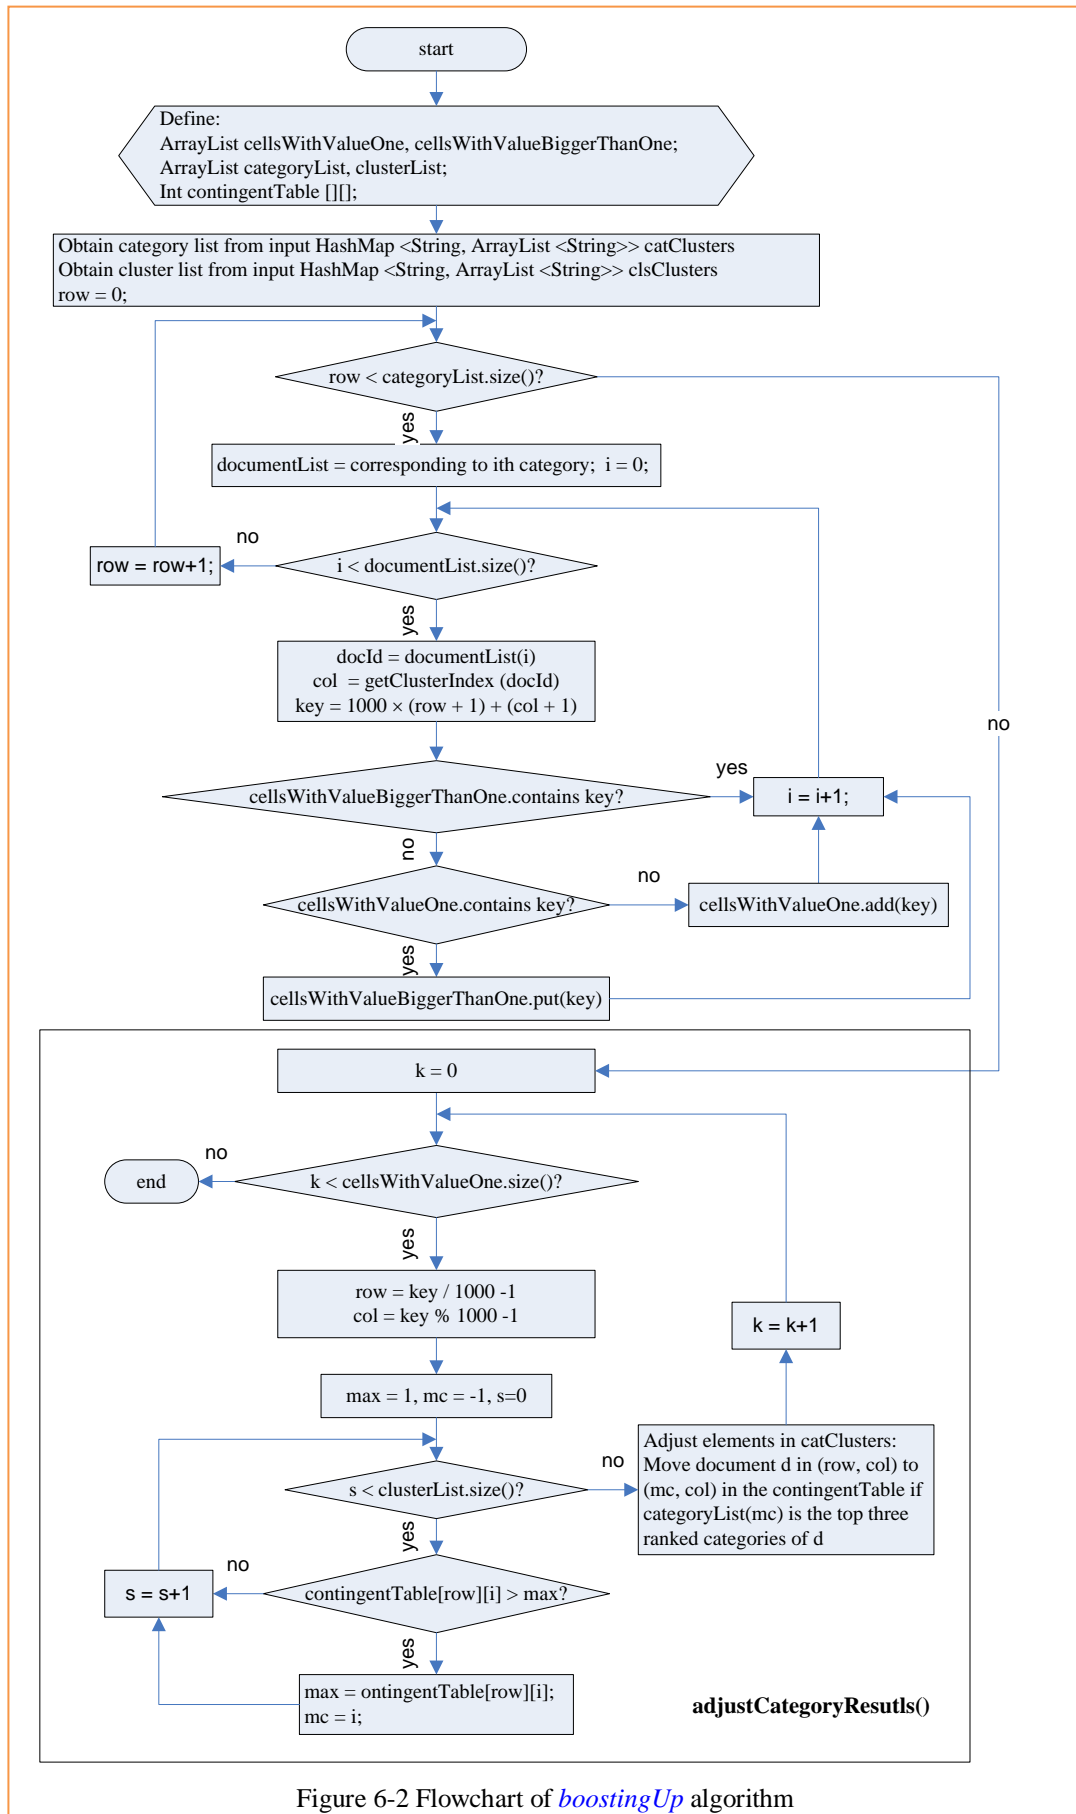 start
Define:
ArrayList cellsWithValueOne, cellsWithValueBiggerThanOne;
ArrayList categoryList, clusterList;
Int contingentTable [][];
Obtain category list from input HashMap <String, ArrayList <String>> catClusters
Obtain cluster list from input HashMap <String, ArrayList <String>> clsClusters
row = 0;
row < categoryList.size()?
yes
documentList = corresponding to ith category;  i = 0;
no
row = row+1;
i < documentList.size()?
yes
docId = documentList(i)
col  = getClusterIndex (docId)
key = 1000 × (row + 1) + (col + 1)
no
yes
cellsWithValueBiggerThanOne.contains key?
i = i+1;
no
no
cellsWithValueOne.contains key?
cellsWithValueOne.add(key)
yes
cellsWithValueBiggerThanOne.put(key)
k = 0
no
end
k < cellsWithValueOne.size()?
yes
row = key / 1000 -1
col = key % 1000 -1
k = k+1
max = 1, mc = -1, s=0
s < clusterList.size()?
no
Adjust elements in catClusters:
Move document d in (row, col) to
(mc, col) in the contingentTable if
categoryList(mc) is the top three
ranked categories of d
yes
no
s = s+1
contingentTable[row][i] > max?
yes
max = ontingentTable[row][i];
mc = i;
adjustCategoryResutls()
Figure 6-2 Flowchart of boostingUp algorithm